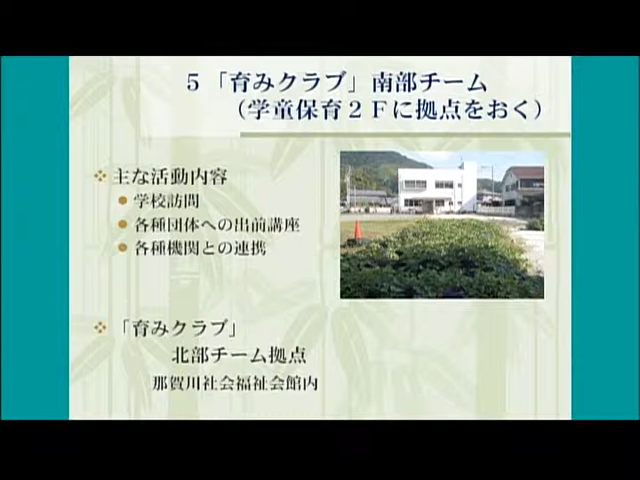 5「育みクラブ」南部チーム
（学童保育２Ｆに拠点をおく）
主な活動内容
学校訪問
各種団体への出前講座
各種機関との連携
「育みクラブ」
北部チーム拠点
那賀川社会福祉会館内